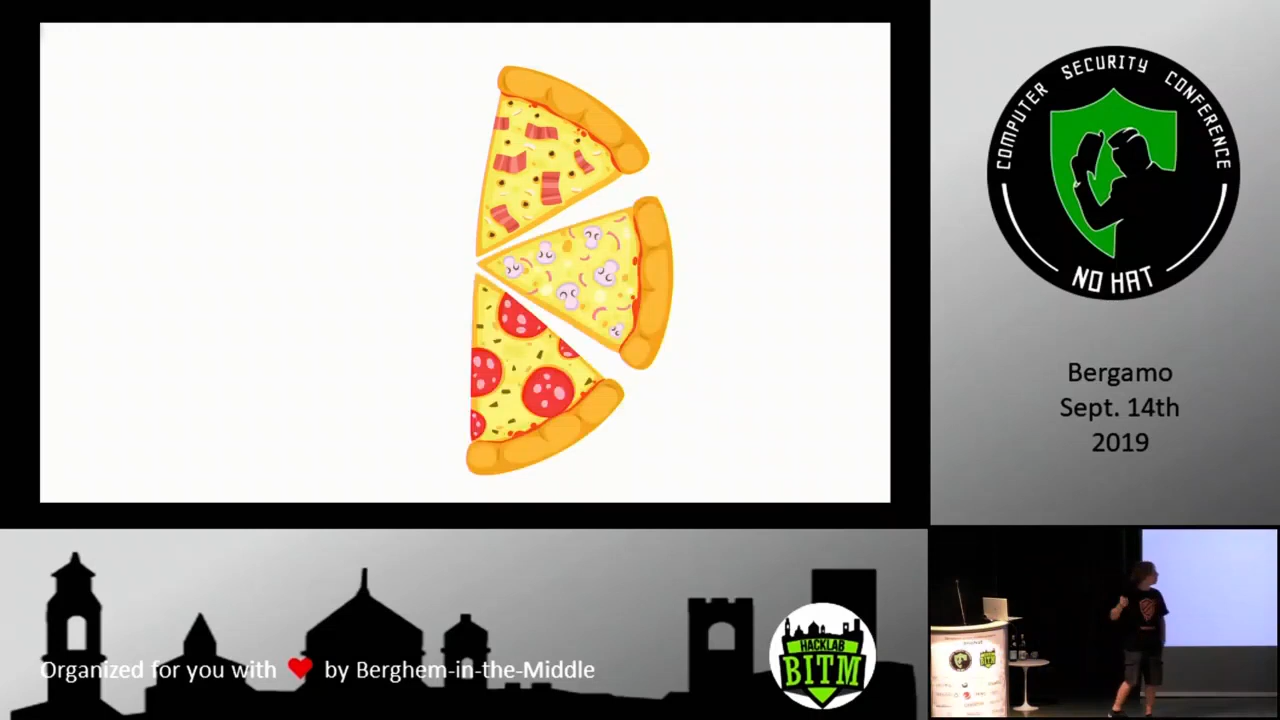 COMPUTER SECURITY CONFERENCE
NO HAT
Bergamo
Sept. 14th
2019
Organized for you with ❤ by Berghem-in-the-Middle
HACKLAB
BITM